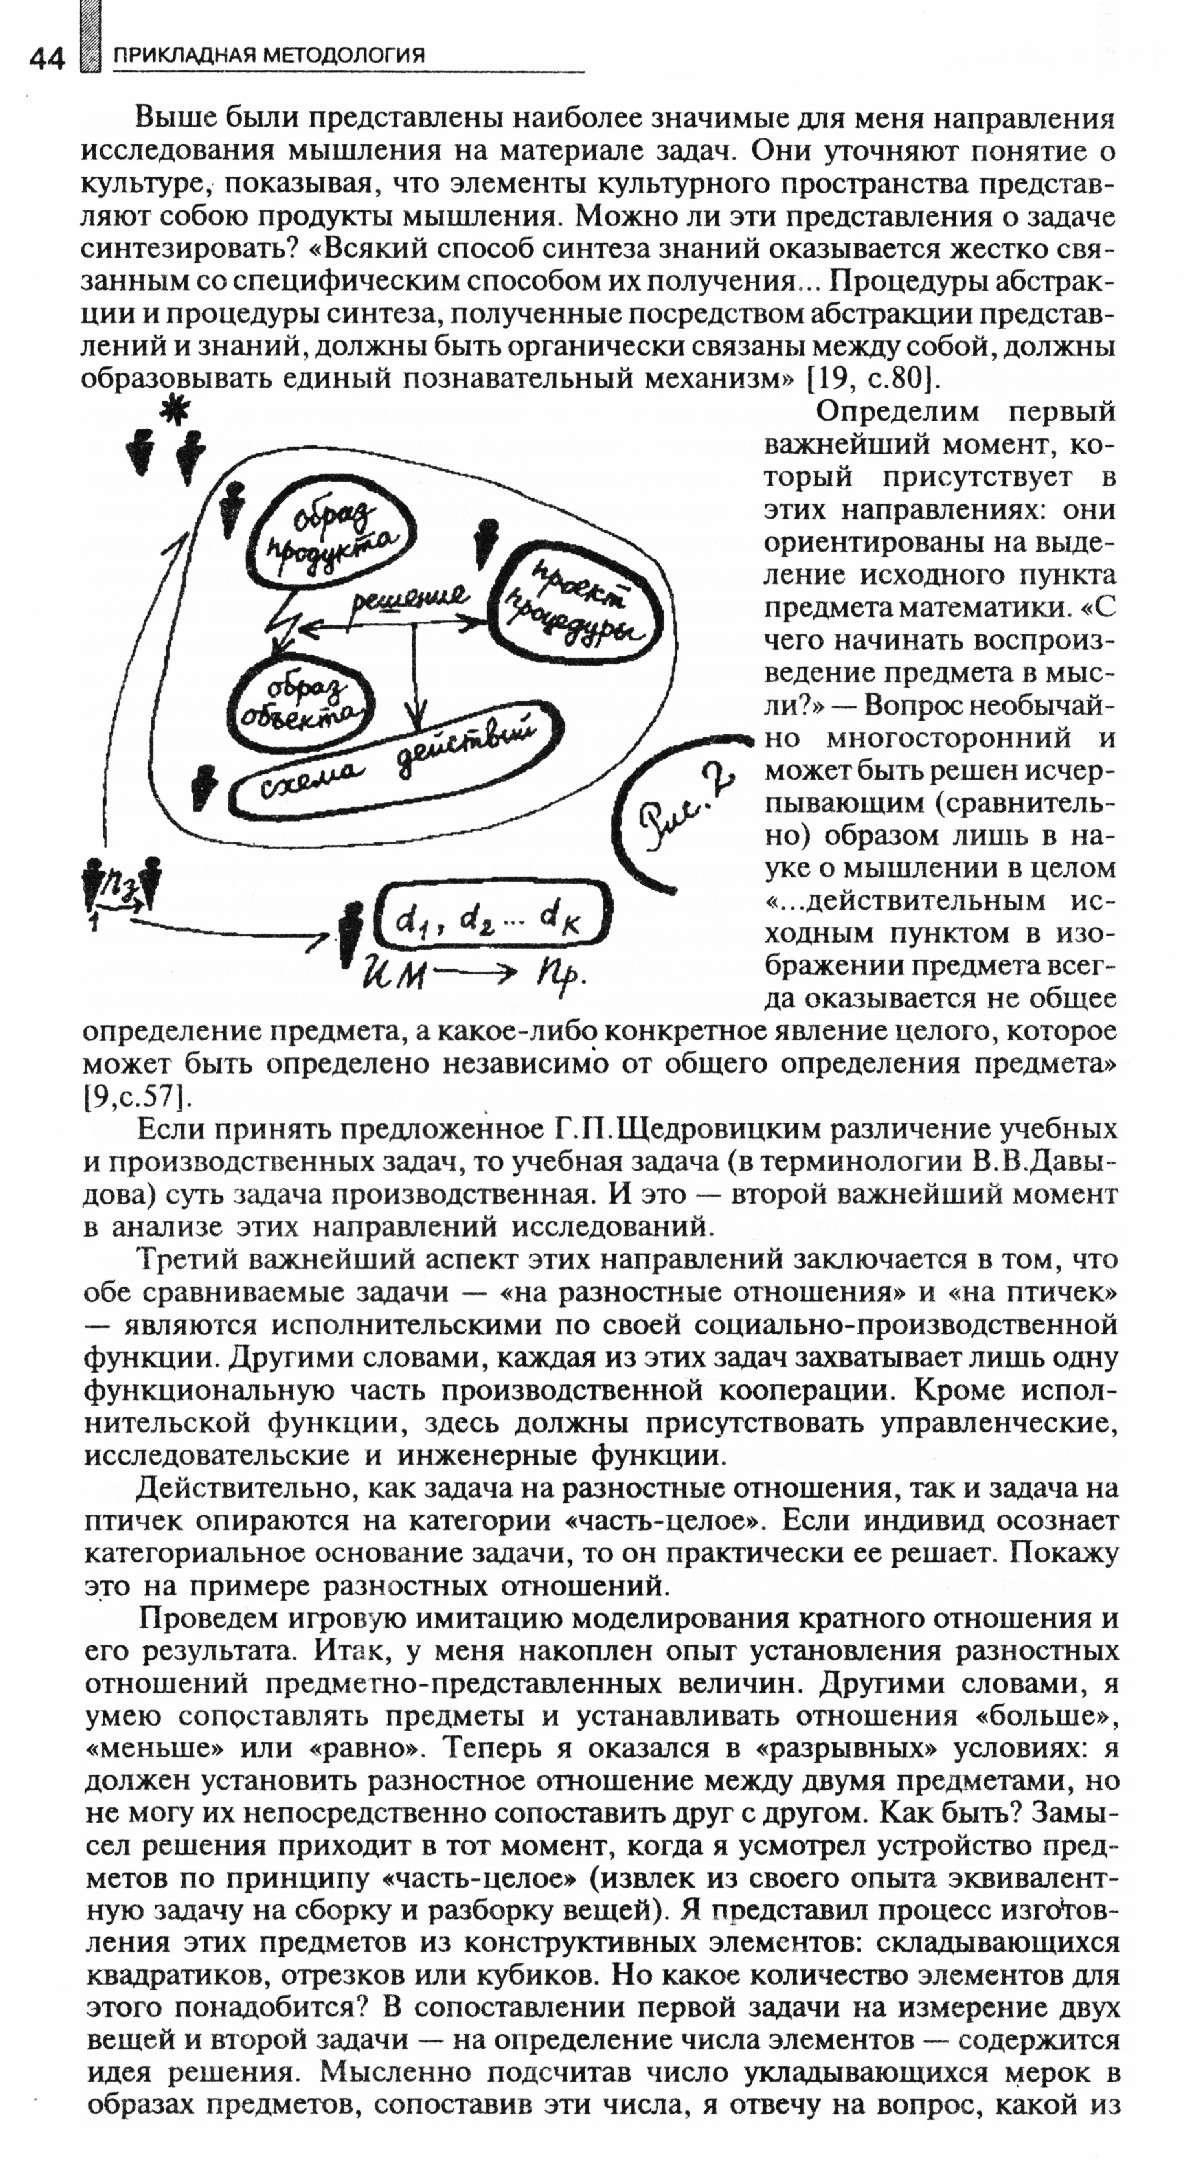 44 ПРИКЛАДНАЯ МЕТОДОЛОГИЯ
Выше были представлены наиболее значимые для меня направления
исследования мышления на материале задач. Они уточняют понятие о
культуре, показывая, что элементы культурного пространства представ-
ляют собою продукты мышления. Можно ли эти представления о задаче
синтезировать? «Всякий способ синтеза знаний оказывается жестко свя-
занным со специфическим способом их получения... Процедуры абстрак-
ции и процедуры синтеза, полученные посредством абстракции представ-
лений и знаний, должны быть органически связаны между собой, должны
образовывать единый познавательный механизм» [19, с.80].
образ
продукта
решение
проект
процедуры
образ
объекта
схема действий
Рис. 2
Пз
1
d1, d2 ... dк
ИМ → Пр.
Определим первый
важнейший момент, ко-
торый присутствует в
этих направлениях: они
ориентированы на выде-
ление исходного пункта
предмета математики. «С
чего начинать воспроиз-
ведение предмета в мыс-
ли?» — Вопрос необычай-
но многосторонний и
может быть решен исчер-
пывающим (сравнитель-
но) образом лишь в на-
уке о мышлении в целом
«...действительным ис-
ходным пунктом в изо-
бражении предмета всег-
да оказывается не общее
определение предмета, а какое-либо конкретное явление целого, которое
может быть определено независимо от общего определения предмета»
[9,с.57].
Если принять предложенное Г.П.Щедровицким различение учебных
и производственных задач, то учебная задача (в терминологии В.В.Давы-
дова) суть задача производственная. И это — второй важнейший момент
в анализе этих направлений исследований.
Третий важнейший аспект этих направлений заключается в том, что
обе сравниваемые задачи — «на разностные отношения» и «на птичек»
— являются исполнительскими по своей социально-производственной
функции. Другими словами, каждая из этих задач захватывает лишь одну
функциональную часть производственной кооперации. Кроме испол-
нительской функции, здесь должны присутствовать управленческие,
исследовательские и инженерные функции.
Действительно, как задача на разностные отношения, так и задача на
птичек опираются на категории «часть-целое». Если индивид осознает
категориальное основание задачи, то он практически ее решает. Покажу
это на примере разностных отношений.
Проведем игровую имитацию моделирования кратного отношения и
его результата. Итак, у меня накоплен опыт установления разностных
отношений предметно-представленных величин. Другими словами, я
умею сопоставлять предметы и устанавливать отношения «больше»,
«меньше» или «равно». Теперь я оказался в «разрывных» условиях: я
должен установить разностное отношение между двумя предметами, но
не могу их непосредственно сопоставить друг с другом. Как быть? Замы-
сел решения приходит в тот момент, когда я усмотрел устройство пред-
метов по принципу «часть-целое» (извлек из своего опыта эквивалент-
ную задачу на сборку и разборку вещей). Я представил процесс изготов-
ления этих предметов из конструктивных элементов: складывающихся
квадратиков, отрезков или кубиков. Но какое количество элементов для
этого понадобится? В сопоставлении первой задачи на измерение двух
вещей и второй задачи — на определение числа элементов — содержится
идея решения. Мысленно подсчитав число укладывающихся мерок в
образах предметов, сопоставив эти числа, я отвечу на вопрос, какой из